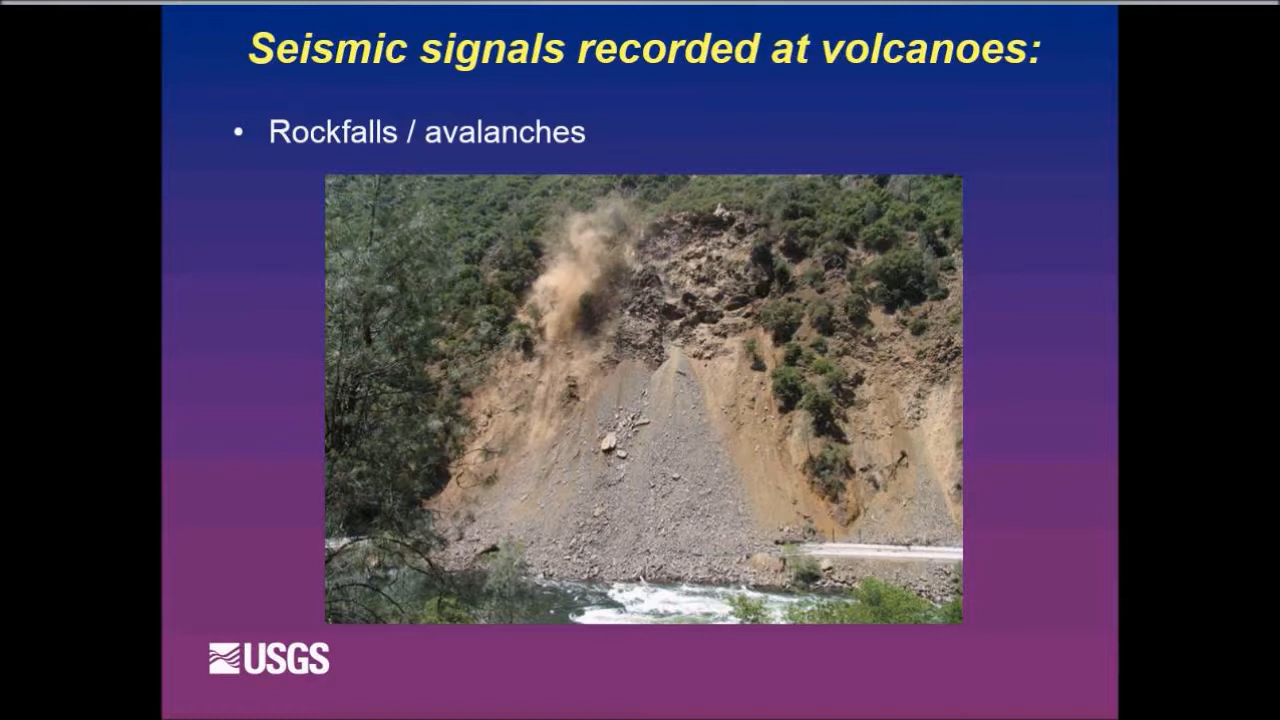 Seismic signals recorded at volcanoes:
• Rockfalls / avalanches
USGS